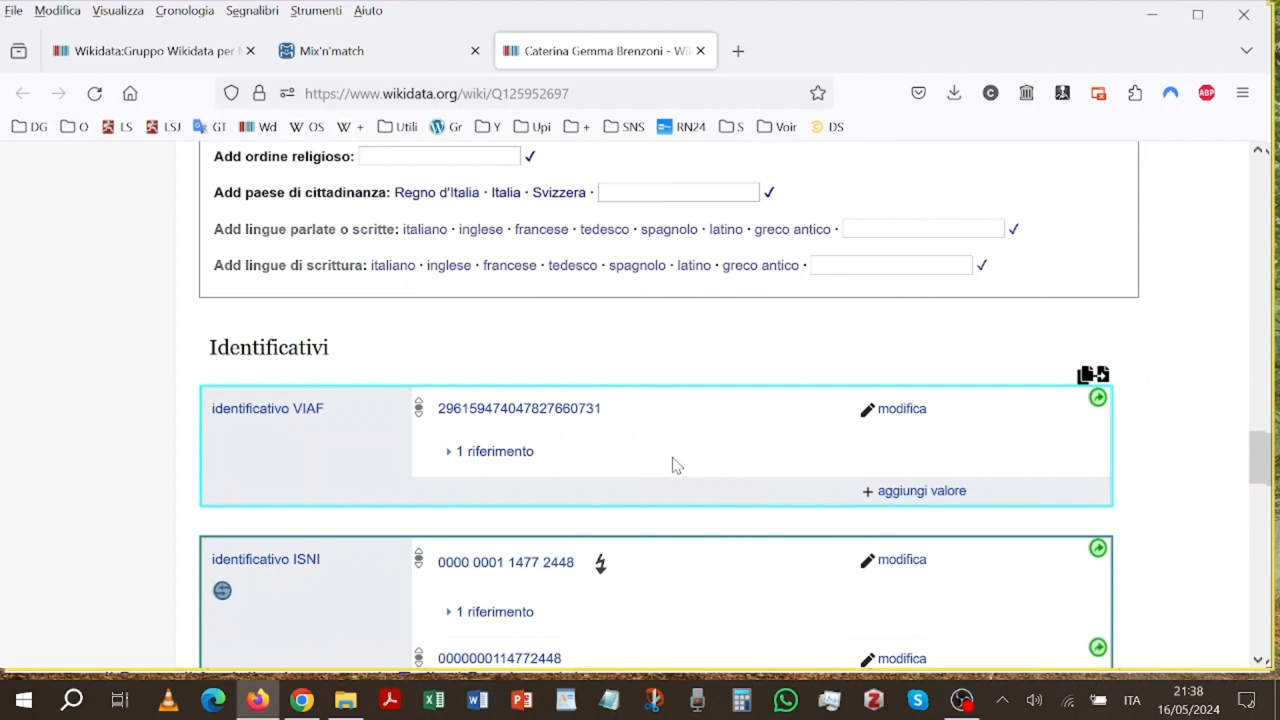 File Modifica Visualizza Cronologia Segnalibri Strumenti Aiuto
Wikidata:Gruppo Wikidata per Mix'n'match Caterina Gemma Brenzoni - Wi
https://www.wikidata.org/wiki/Q125952697
DG O LS LSJ GT Wd OS + Utili Gr Y Upi + SNS RN24 S Voir DS
Add ordine religioso:
Add paese di cittadinanza: Regno d'Italia · Italia · Svizzera ·
Add lingue parlate o scritte: italiano · inglese · francese · tedesco · spagnolo · latino · greco antico ·
Add lingue di scrittura: italiano · inglese · francese · tedesco · spagnolo · latino · greco antico ·
Identificativi
identificativo VIAF 296159474047827660731 modifica
1 riferimento
+ aggiungi valore
identificativo ISNI 0000 0001 1477 2448 modifica
1 riferimento
0000000114772448 modifica
ITA 21:38
16/05/2024